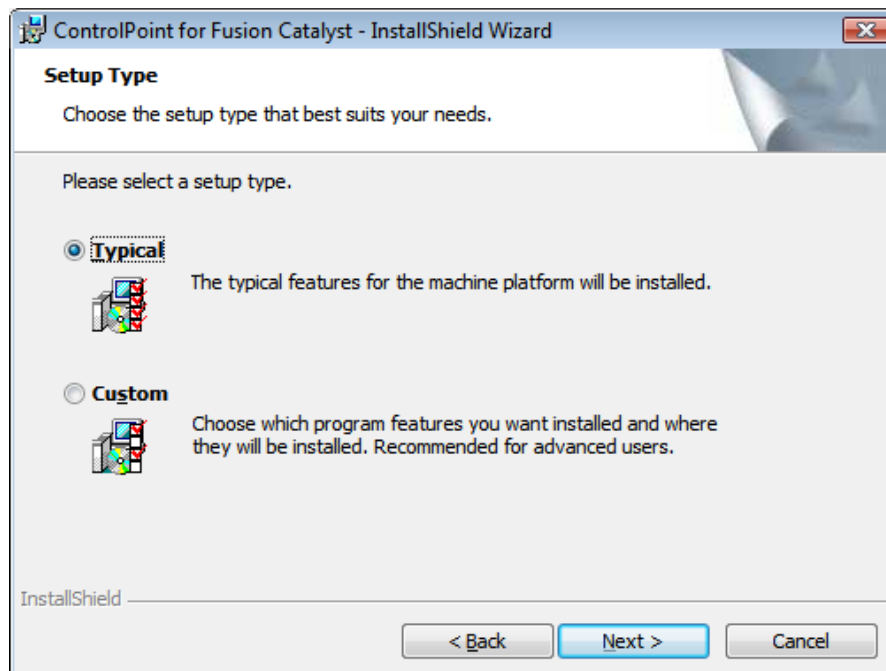 ControlPoint for Fusion Catalyst - InstallShield Wizard
Setup Type
Choose the setup type that best suits your needs.
Please select a setup type.
Typical
The typical features for the machine platform will be installed.
Custom
Choose which program features you want installed and where
they will be installed. Recommended for advanced users.
InstallShield
< Back Next > Cancel